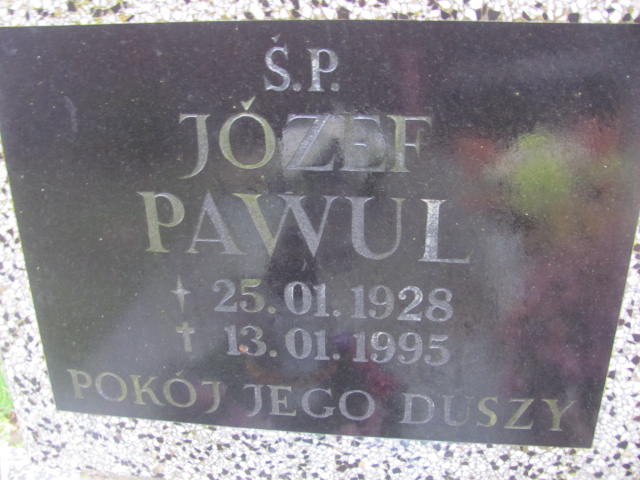 Ś.P.
JÓZEF
PAWUL
25.01.1928
† 13.01.1995
POKÓJ JEGO DUSZY